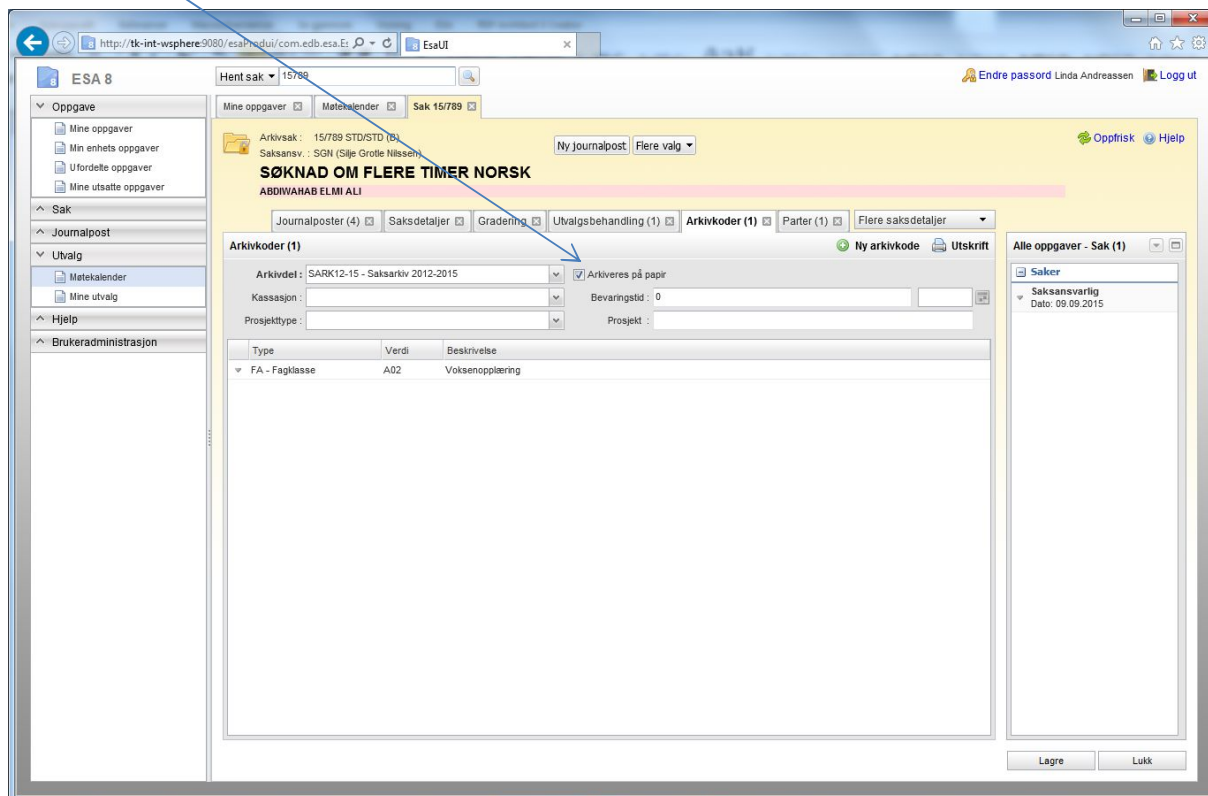 http://tk-int-wsphere:9080/esaProdui/com.edb.esa.Es
EsaUI
ESA 8
Hent sak 15/789
Endre passord Linda Andreassen Logg ut
Oppgave
Mine oppgaver
Min enhets oppgaver
Ufordelte oppgaver
Mine utsatte oppgaver
Sak
Journalpost
Utvalg
Møtekalender
Mine utvalg
Hjelp
Brukeradministrasjon
Mine oppgaver Møtekalender Sak 15/789
Arkivsak : 15/789 STD/STD (B)
Saksansv. : SGN (Silje Grotle Nilssen)
Ny journalpost Flere valg
Oppfrisk Hjelp
SØKNAD OM FLERE TIMER NORSK
ABDIWAHAB ELMI ALI
Journalposter (4) Saksdetaljer Gradering Utvalgsbehandling (1) Arkivkoder (1) Parter (1) Flere saksdetaljer
Arkivkoder (1) Ny arkivkode Utskrift
Arkivdel : SARK12-15 - Saksarkiv 2012-2015 Arkiveres på papir
Kassasjon : Bevaringstid : 0
Prosjekttype : Prosjekt :
Type Verdi Beskrivelse
FA - Fagklasse A02 Voksenopplæring
Alle oppgaver - Sak (1)
Saker
Saksansvarlig
Dato: 09.09.2015
Lagre Lukk